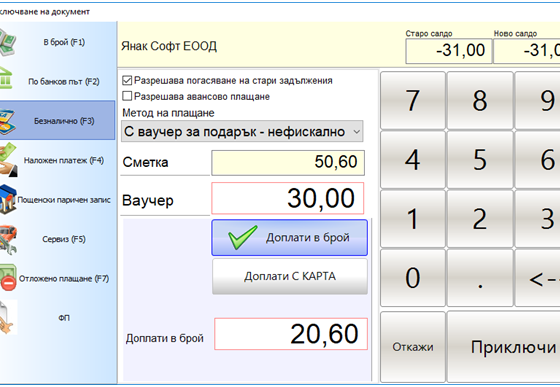 ключване на документ
В брой (F1)
По банков път (F2)
Безналично (F3)
Наложен платеж (F4)
Пощенски паричен запис
Сервиз (F5)
Отложено плащане (F7)
ФП
Янак Софт ЕООД
Старо салдо
-31,00
Ново салдо
-31,00
Разрешава погасяване на стари задължения
Разрешава авансово плащане
Метод на плащане
С ваучер за подарък - нефискално
Сметка 50,60
Ваучер 30,00
Доплати в брой
Доплати С КАРТА
Доплати в брой 20,60
7 8 9
4 5 6
1 2 3
0 . <--
Откажи Приключи